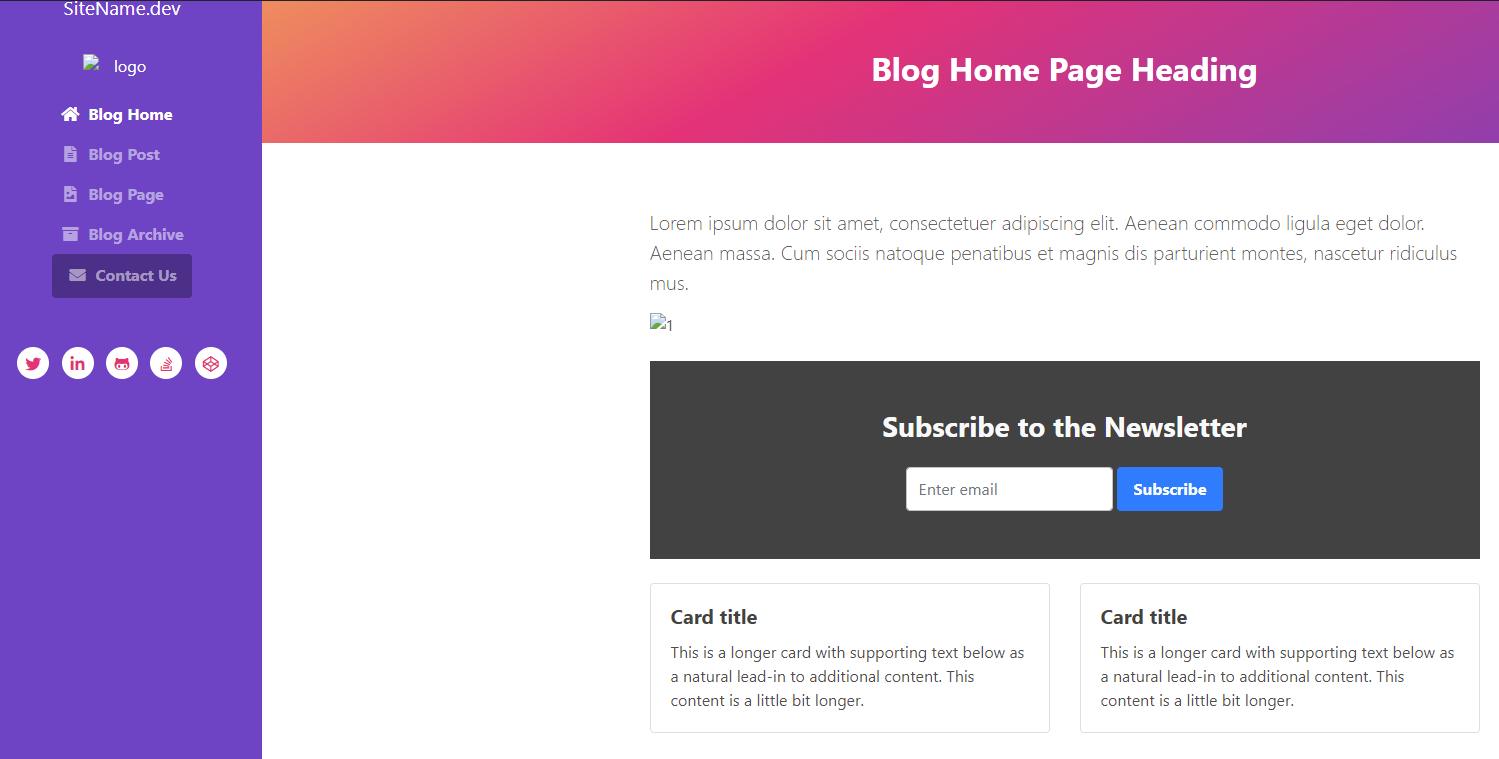 SiteName.dev
logo
Blog Home
Blog Post
Blog Page
Blog Archive
Contact Us
Blog Home Page Heading
Lorem ipsum dolor sit amet, consectetuer adipiscing elit. Aenean commodo ligula eget dolor.
Aenean massa. Cum sociis natoque penatibus et magnis dis parturient montes, nascetur ridiculus
mus.
1
Subscribe to the Newsletter
Enter email
Subscribe
Card title
This is a longer card with supporting text below as
a natural lead-in to additional content. This
content is a little bit longer.
Card title
This is a longer card with supporting text below as
a natural lead-in to additional content. This
content is a little bit longer.